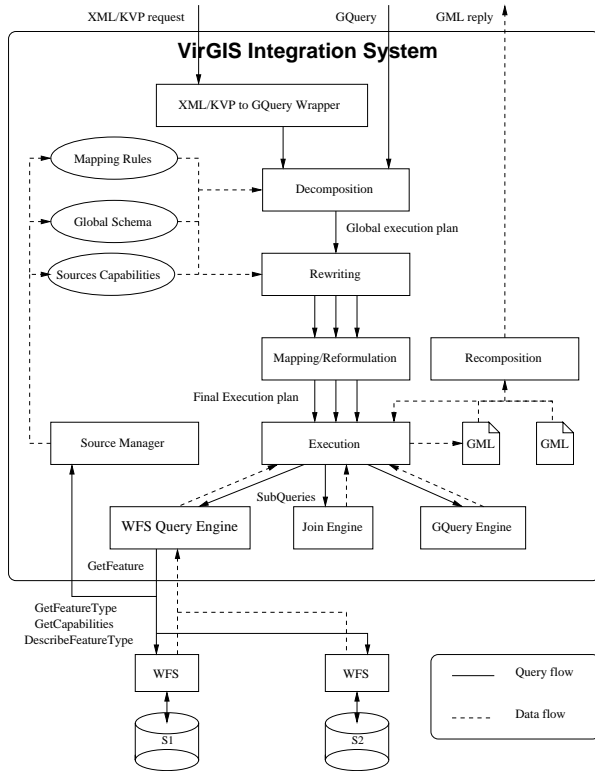 XML/KVP request
GQuery
GML reply
VirGIS Integration System
XML/KVP to GQuery Wrapper
Mapping Rules
Decomposition
Global Schema
Global execution plan
Sources Capabilities
Rewriting
Mapping/Reformulation
Recomposition
Final Execution plan
Source Manager
Execution
GML
GML
SubQueries
WFS Query Engine
Join Engine
GQuery Engine
GetFeature
GetFeatureType
GetCapabilities
DescribeFeatureType
WFS
WFS
Query flow
Data flow
S1
S2